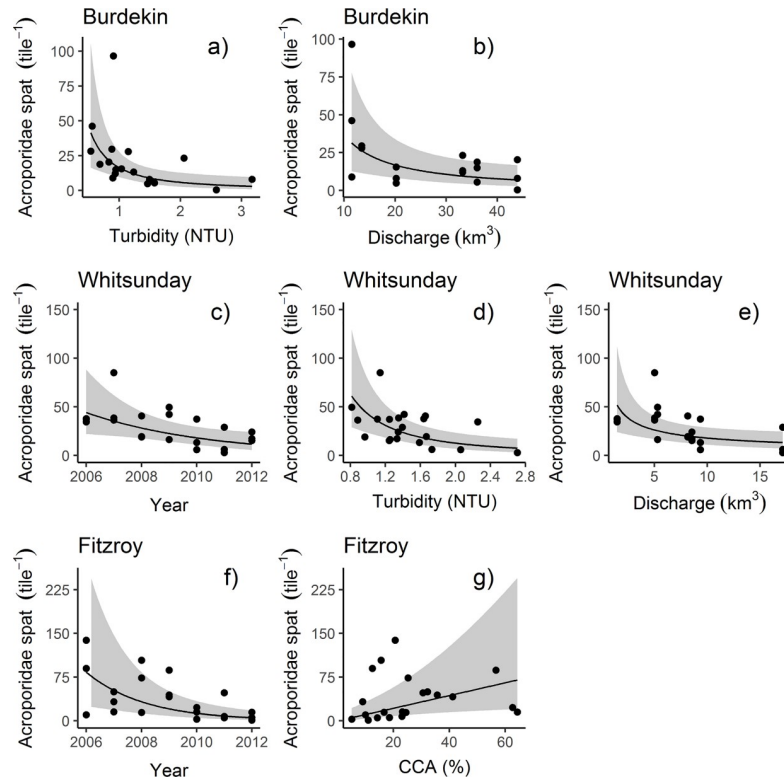 Burdekin
Burdekin
a)
b)
Acroporidae spat (tile⁻¹)
100
75
50
25
0
1
2
3
Turbidity (NTU)
Acroporidae spat (tile⁻¹)
100
75
50
25
0
10
20
30
40
Discharge (km³)
Whitsunday
Whitsunday
Whitsunday
c)
d)
e)
Acroporidae spat (tile⁻¹)
150
100
50
0
2006
2008
2010
2012
Year
Acroporidae spat (tile⁻¹)
150
100
50
0
0.8
1.2
1.6
2.0
2.4
2.8
Turbidity (NTU)
Acroporidae spat (tile⁻¹)
150
100
50
0
5
10
15
Discharge (km³)
Fitzroy
Fitzroy
f)
g)
Acroporidae spat (tile⁻¹)
225
150
75
0
2006
2008
2010
2012
Year
Acroporidae spat (tile⁻¹)
225
150
75
0
20
40
60
CCA (%)